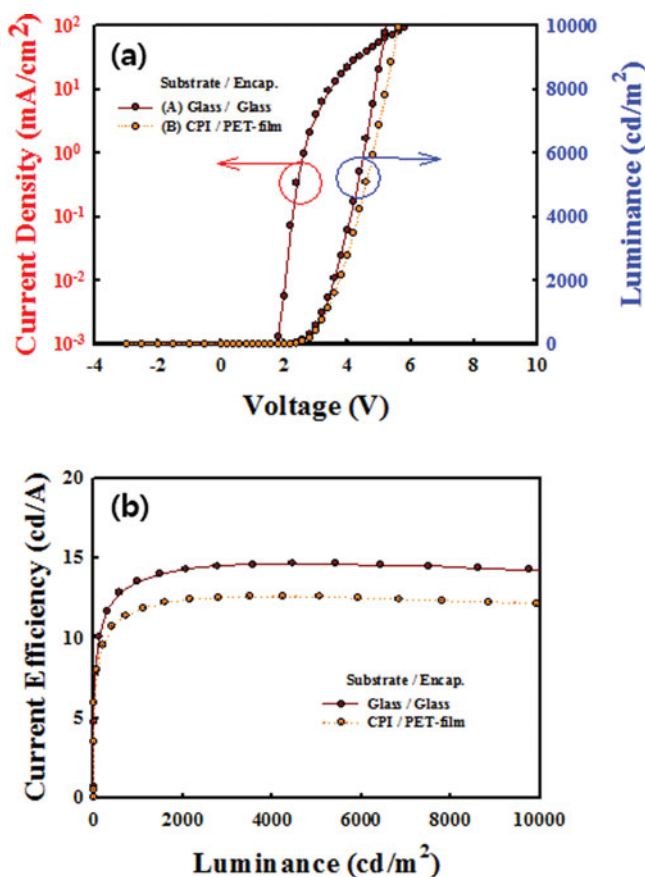 (a)
Substrate / Encap.
(A) Glass / Glass
(B) CPI / PET-film
Current Density (mA/cm²)
10²
10¹
10⁰
10⁻¹
10⁻²
10⁻³
Luminance (cd/m²)
10000
8000
6000
4000
2000
0
-4 -2 0 2 4 6 8 10
Voltage (V)
(b)
Current Efficiency (cd/A)
20
15
10
5
0
Substrate / Encap.
Glass / Glass
CPI / PET-film
0 2000 4000 6000 8000 10000
Luminance (cd/m²)